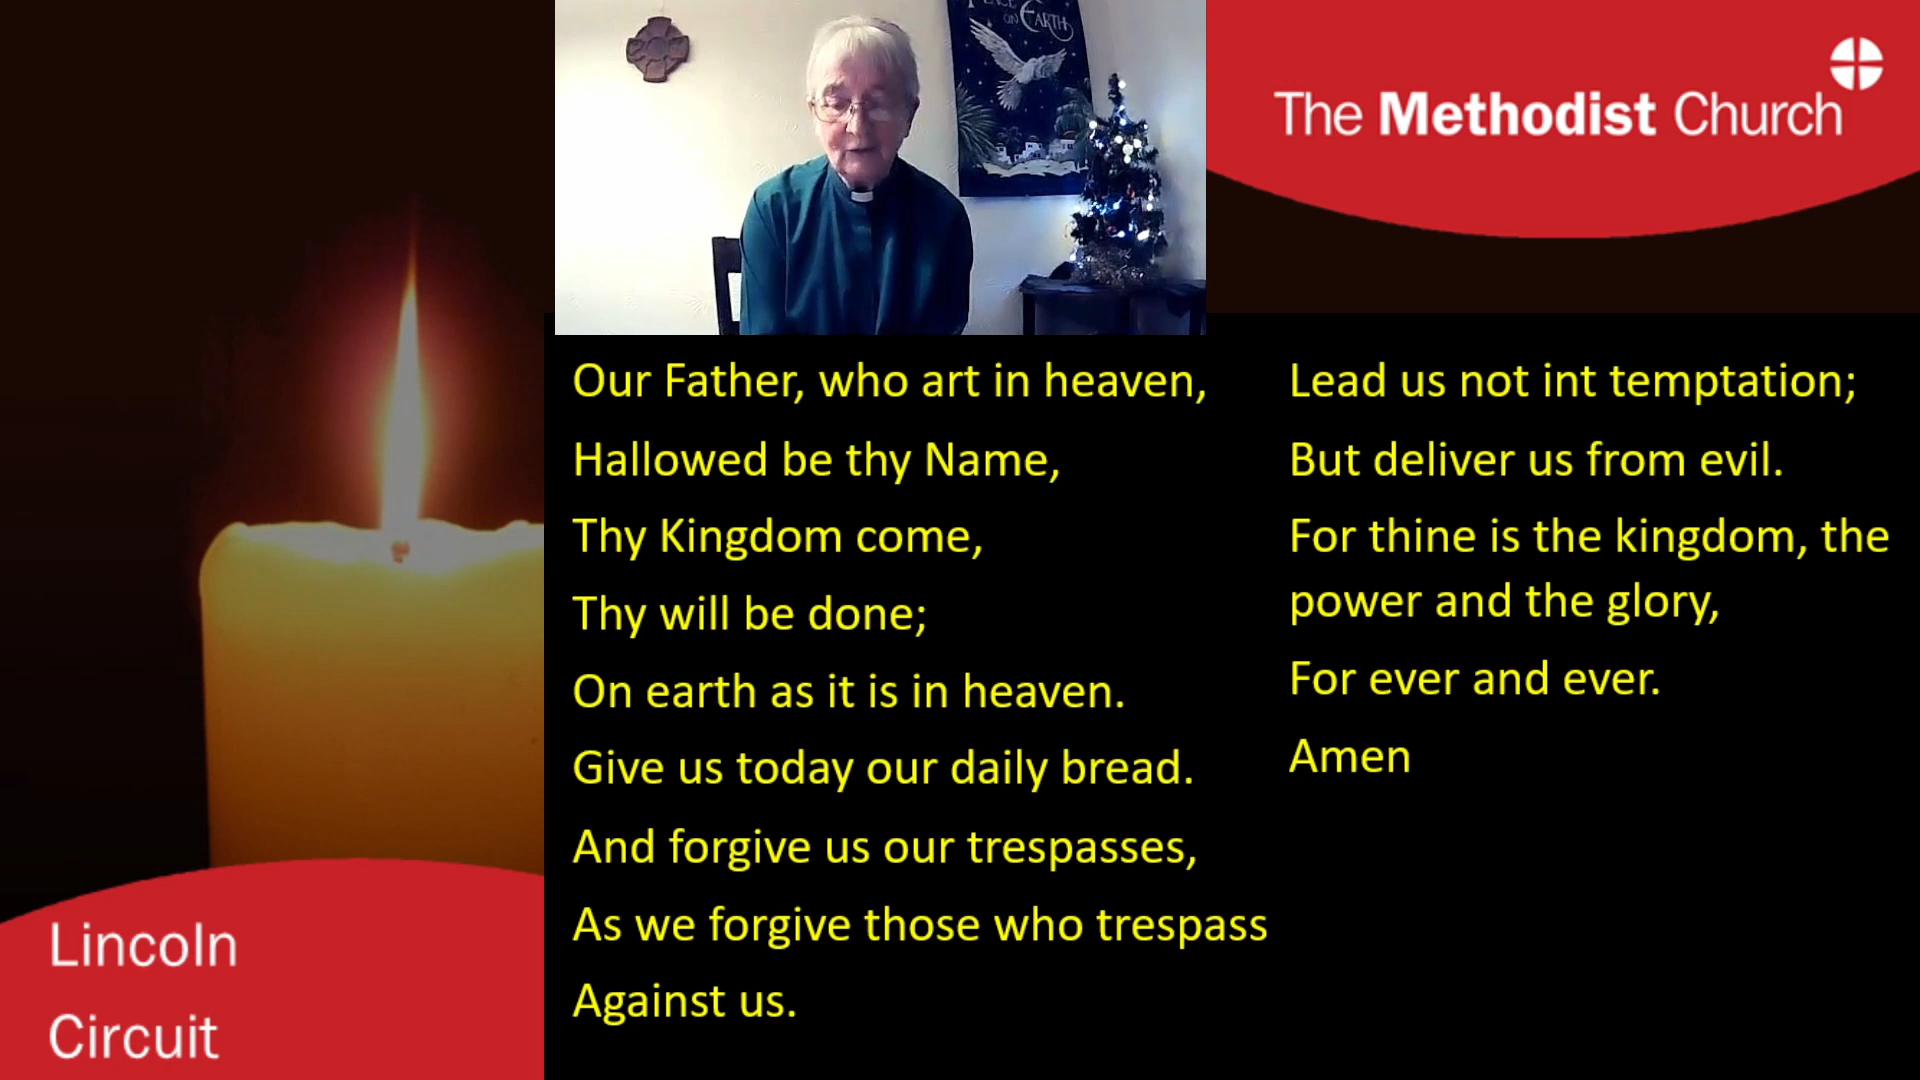 PEACE
ON EARTH
The Methodist Church
Our Father, who art in heaven,
Hallowed be thy Name,
Thy Kingdom come,
Thy will be done;
On earth as it is in heaven.
Give us today our daily bread.
And forgive us our trespasses,
As we forgive those who trespass
Against us.
Lead us not int temptation;
But deliver us from evil.
For thine is the kingdom, the
power and the glory,
For ever and ever.
Amen
Lincoln
Circuit